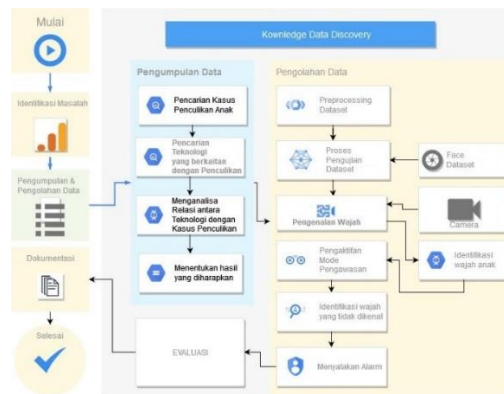 Mulai
Kownledge Data Discovery
Pengumpulan Data
Pengolahan Data
Identifikasi Masalah
Pencarian Kasus
Penculikan Anak
Preprocessing
Dataset
Pencarian
Teknologi
yang berkaitan
dengan Penculikan
Proses
Pengujian
Dataset
Face
Dataset
Pengumpulan &
Pengolahan Data
Menganalisa
Relasi antara
Teknologi dengan
Kasus Penculikan
Pengenalan Wajah
Camera
Dokumentasi
Menentukan hasil
yang diharapkan
Pengaktifan
Mode
Pengawasan
Identifikasi
wajah anak
Identifikasi wajah
yang tidak dikenal
Selesai
EVALUASI
Menyalakan Alarm